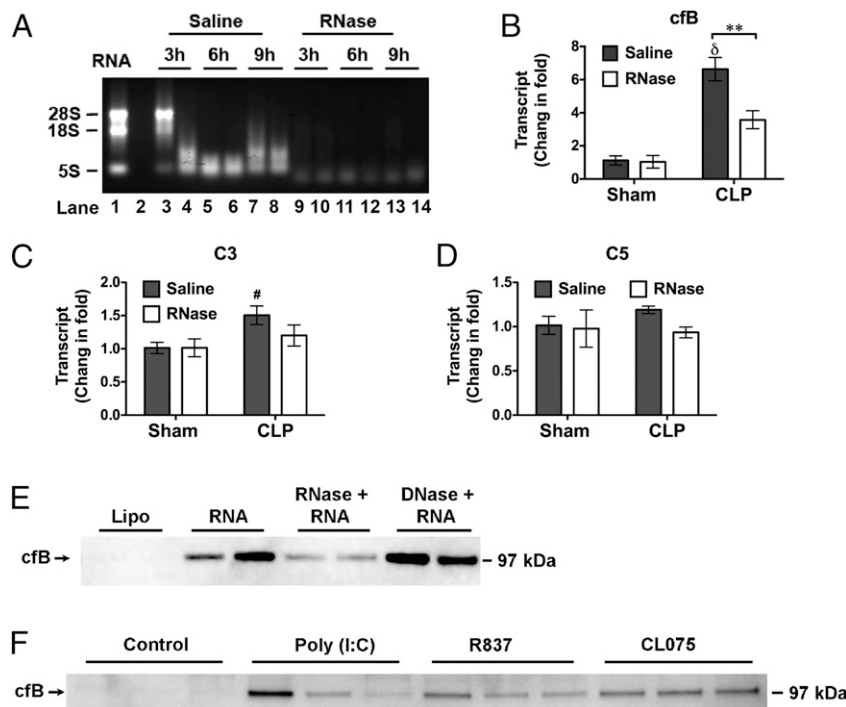 A
Saline RNase
RNA 3h 6h 9h 3h 6h 9h
28S
18S
5S
Lane 1 2 3 4 5 6 7 8 9 10 11 12 13 14
B
cfB
Transcript
(Chang in fold)
8
6
4
2
0
Saline
RNase
δ
**
Sham CLP
C
C3
Transcript
(Chang in fold)
2.0
1.5
1.0
0.5
0.0
Saline
RNase
#
Sham CLP
D
C5
Transcript
(Chang in fold)
1.5
1.0
0.5
0.0
Saline RNase
Sham CLP
E
Lipo RNA RNase + RNA DNase + RNA
cfB → – 97 kDa
F
Control Poly (I:C) R837 CL075
cfB → – 97 kDa